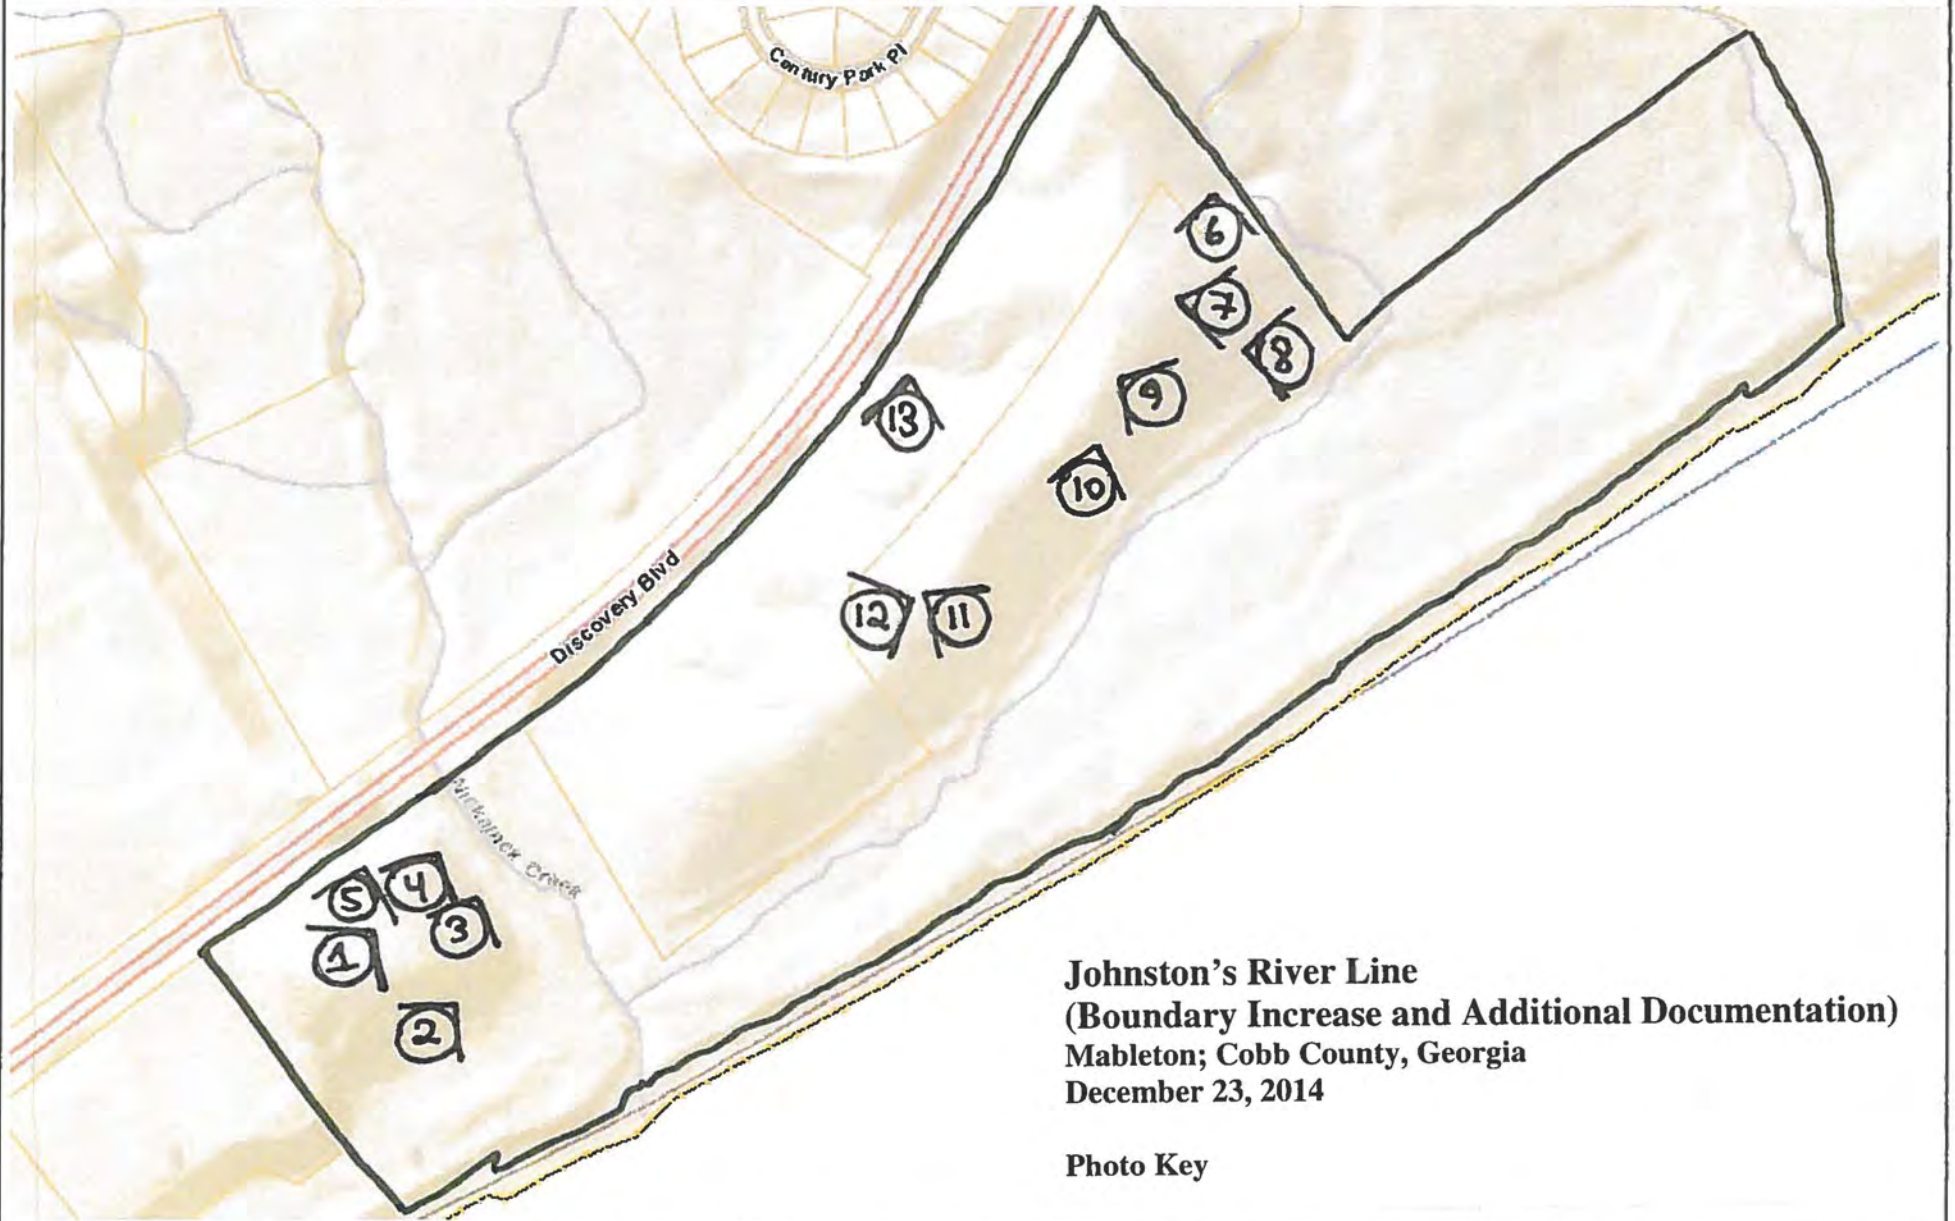 Century Park Pl
6
7
8
9
13
10
Discovery Blvd
12
11
Nickajack Creek
5
4
3
1
2
Johnston's River Line
(Boundary Increase and Additional Documentation)
Mableton; Cobb County, Georgia
December 23, 2014
Photo Key